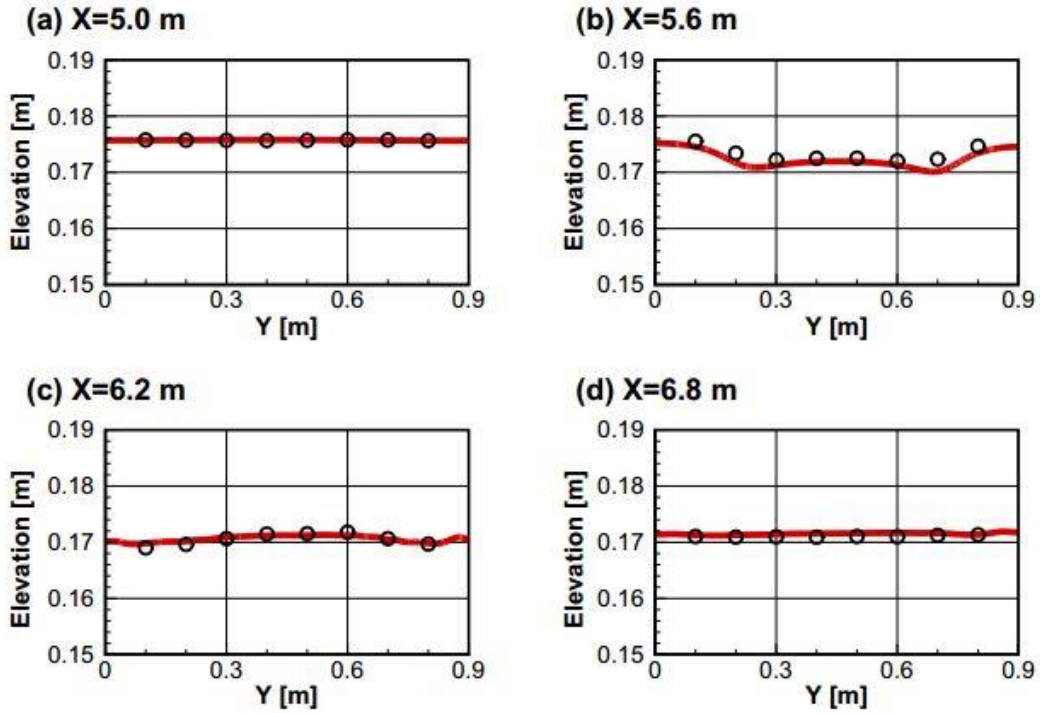 (a) X=5.0 m
0.19
0.18
0.17
0.16
0.15
Elevation [m]
0 0.3 0.6 0.9
Y [m]
(b) X=5.6 m
0.19
0.18
0.17
0.16
0.15
Elevation [m]
0 0.3 0.6 0.9
Y [m]
(c) X=6.2 m
0.19
0.18
0.17
0.16
0.15
Elevation [m]
0 0.3 0.6 0.9
Y [m]
(d) X=6.8 m
0.19
0.18
0.17
0.16
0.15
Elevation [m]
0 0.3 0.6 0.9
Y [m]